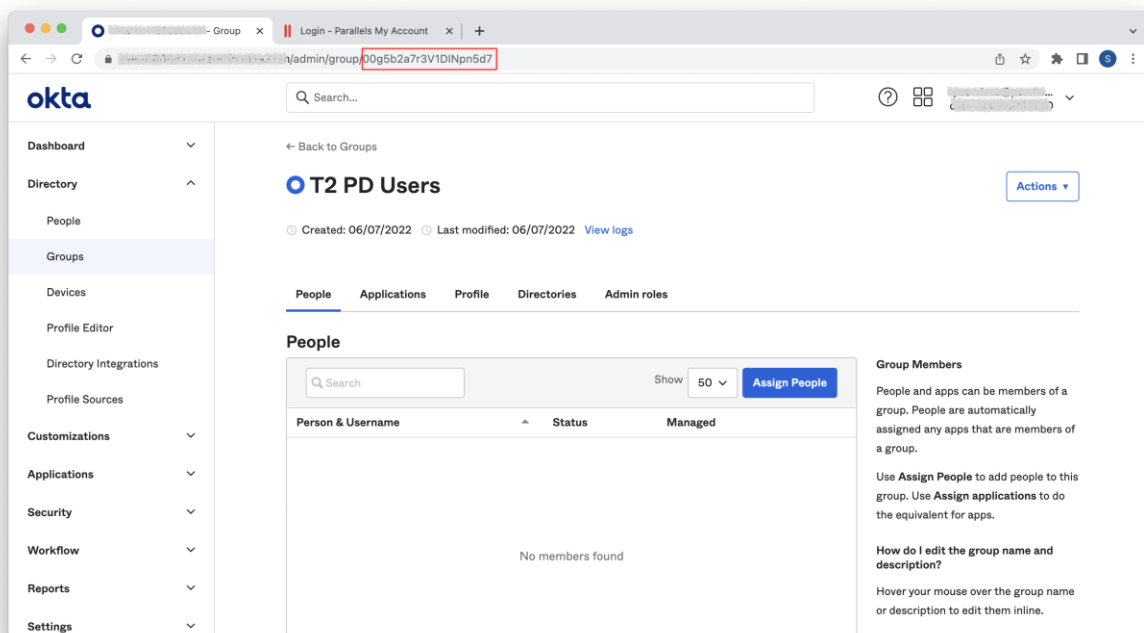 - Group
Login - Parallels My Account
/admin/group/00g5b2a7r3V1DlNpn5d7
S
okta
Search...
Dashboard
Directory
People
Groups
Devices
Profile Editor
Directory Integrations
Profile Sources
Customizations
Applications
Security
Workflow
Reports
Settings
← Back to Groups
T2 PD Users
Actions
Created: 06/07/2022 Last modified: 06/07/2022 View logs
People Applications Profile Directories Admin roles
People
Search
Show 50 Assign People
Person & Username Status Managed
No members found
Group Members
People and apps can be members of a
group. People are automatically
assigned any apps that are members of
a group.
Use Assign People to add people to this
group. Use Assign applications to do
the equivalent for apps.
How do I edit the group name and
description?
Hover your mouse over the group name
or description to edit them inline.